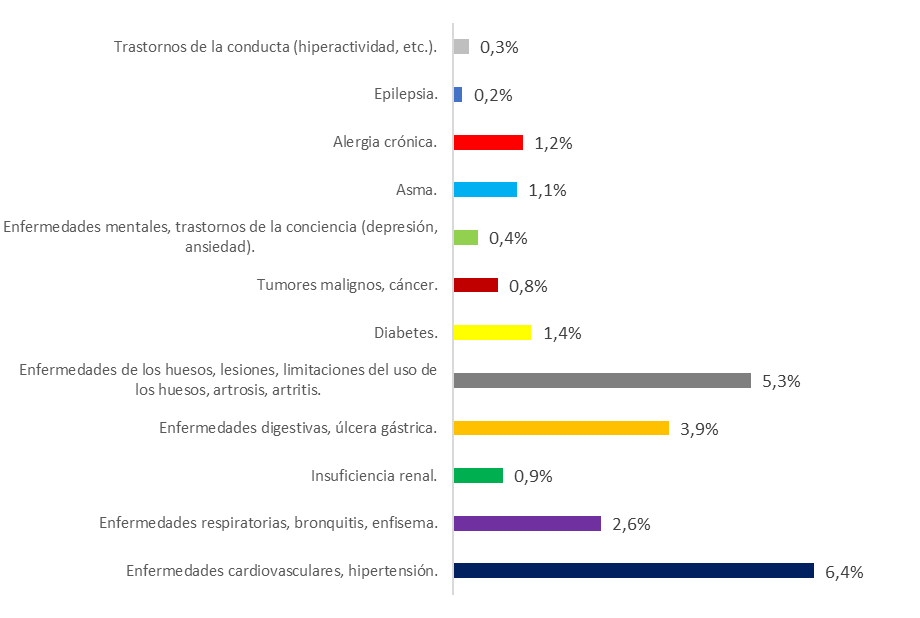 Trastornos de la conducta (hiperactividad, etc.).
0,3%
Epilepsia.
0,2%
Alergia crónica.
1,2%
Asma.
1,1%
Enfermedades mentales, trastornos de la conciencia (depresión,
ansiedad).
0,4%
Tumores malignos, cáncer.
0,8%
Diabetes.
1,4%
Enfermedades de los huesos, lesiones, limitaciones del uso de
los huesos, artrosis, artritis.
5,3%
Enfermedades digestivas, úlcera gástrica.
3,9%
Insuficiencia renal.
0,9%
Enfermedades respiratorias, bronquitis, enfisema.
2,6%
Enfermedades cardiovasculares, hipertensión.
6,4%